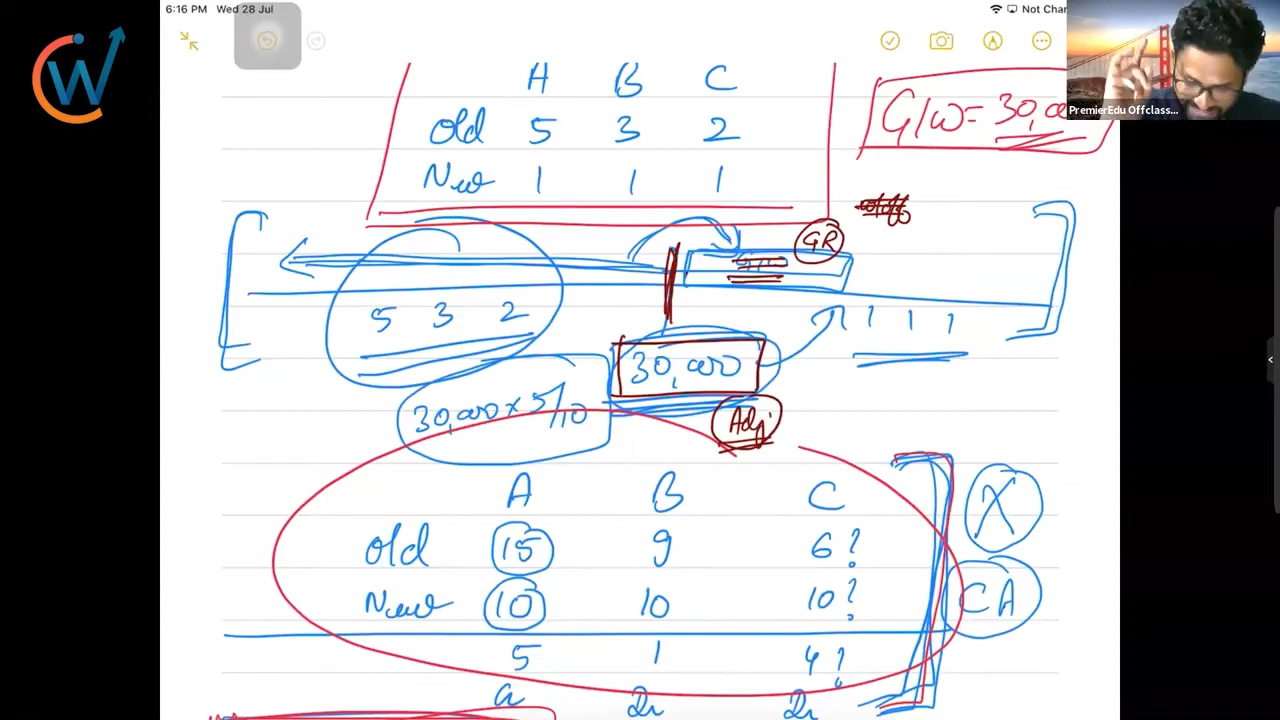 6:16 PM Wed 28 Jul
Not Char
W
PremierEdu Offclass...
A B C
G/W = 30,000
Old 5 3 2
New 1 1 1
GR
5 3 2
1 1 1
30,000
30,000 x 5/10
Adj
A B C
X
Old 15 9 6?
New 10 10 10?
CA
5 1 4?
Cr Dr Dr